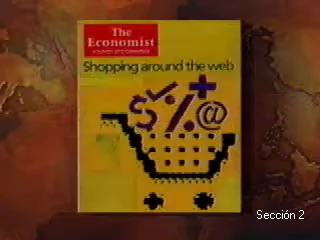 The
Economist
Shopping around the web
$ % + @
Sección 2